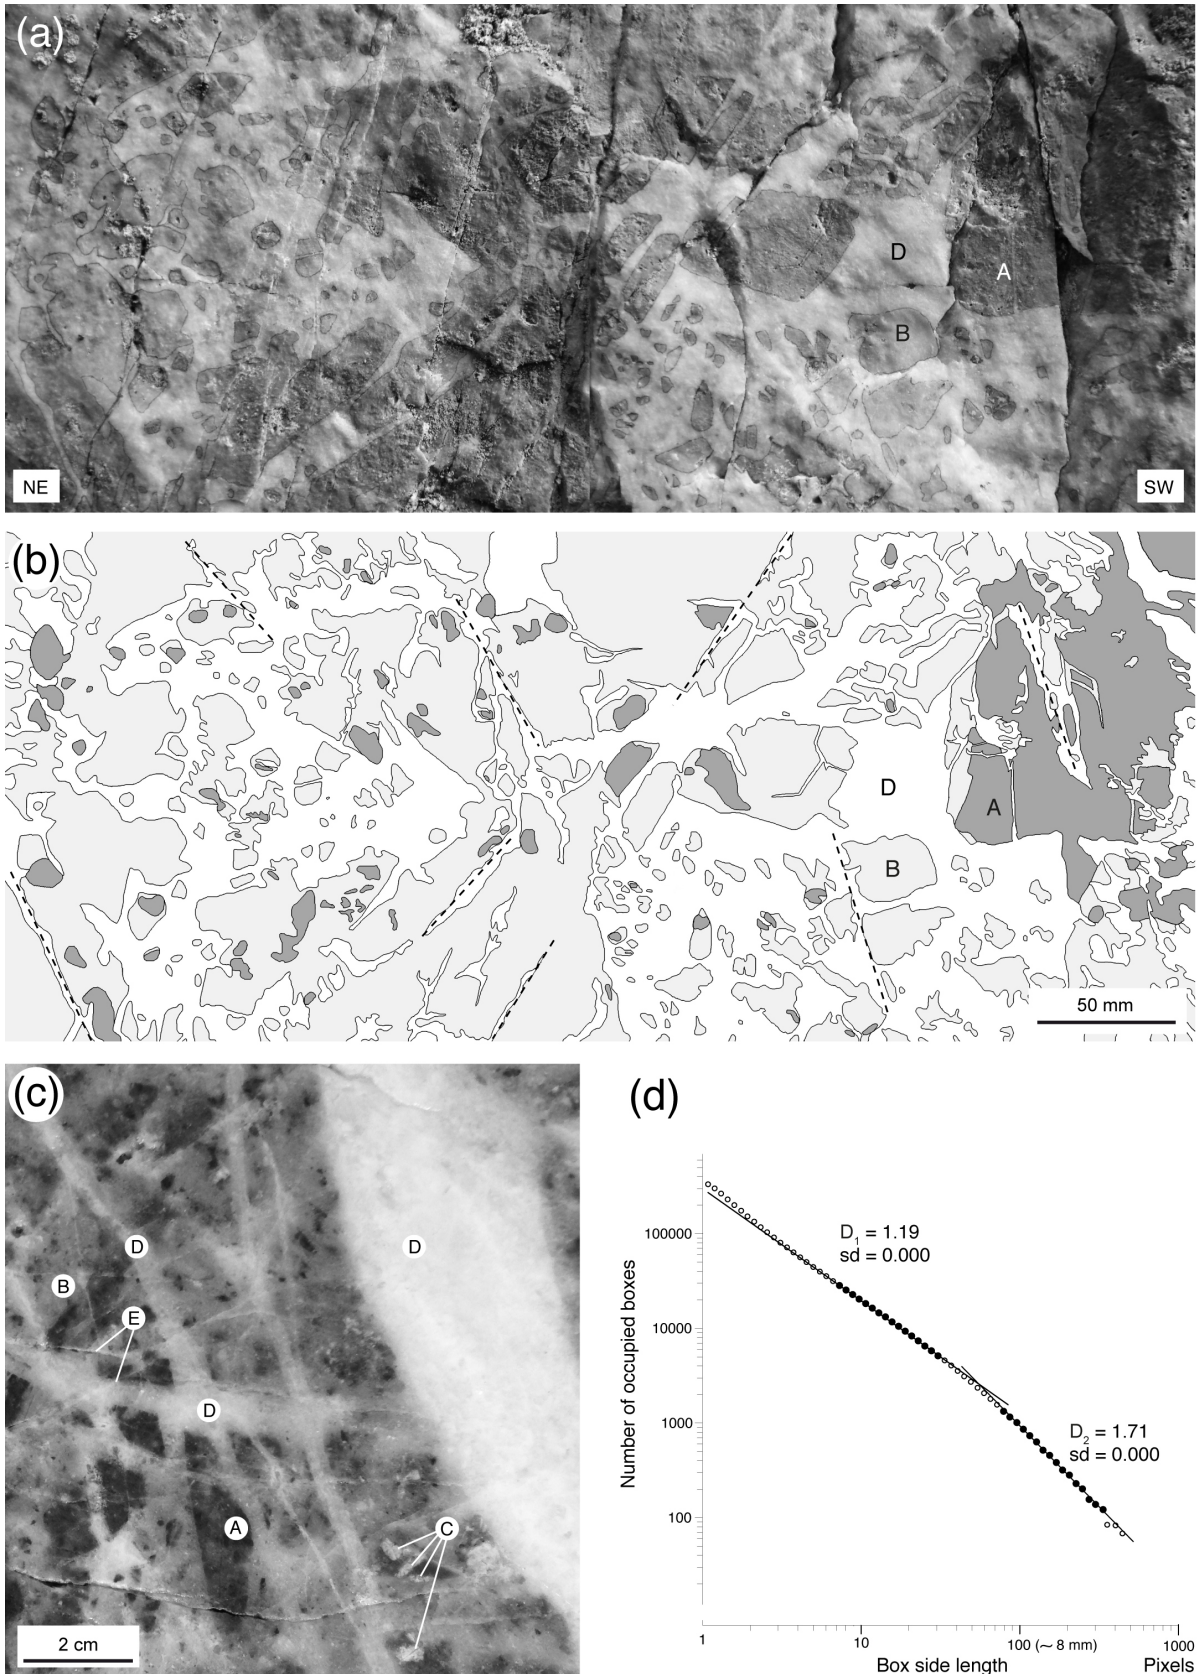 (a)
D
A
B
NE
SW
(b)
D
A
B
50 mm
(c)
D
D
B
E
D
A
C
2 cm
(d)
Number of occupied boxes
100000
10000
1000
100
D1 = 1.19
sd = 0.000
D2 = 1.71
sd = 0.000
1
10
100 (~ 8 mm)
1000
Box side length
Pixels